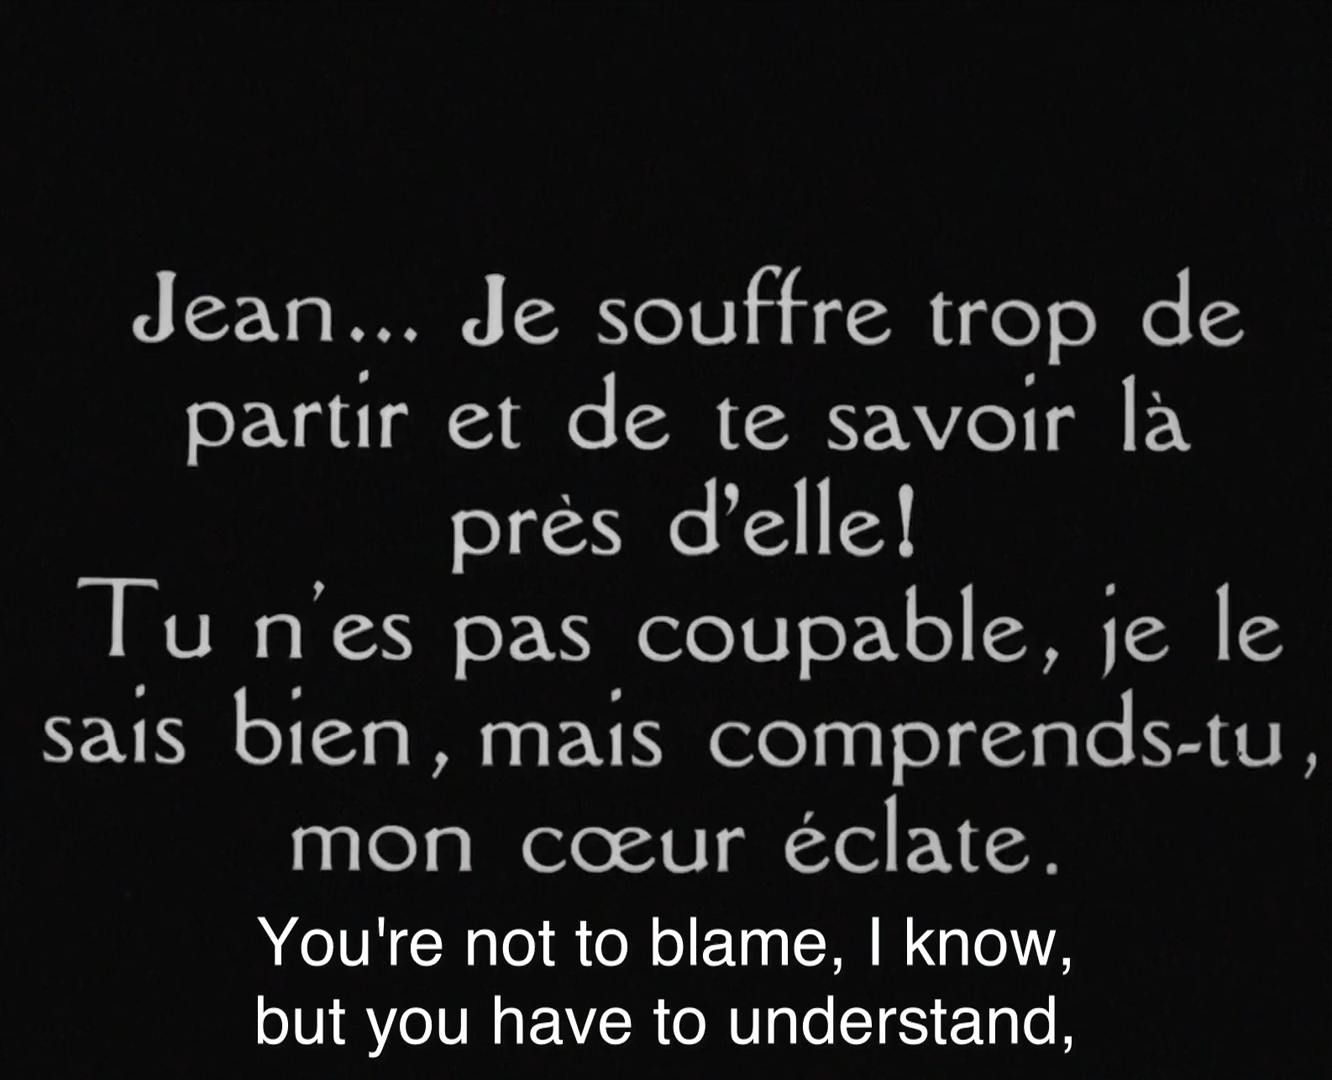 Jean... Je souffre trop de
partir et de te savoir là
près d'elle!
Tu n'es pas coupable, je le
sais bien, mais comprends-tu,
mon cœur éclate.
You're not to blame, I know,
but you have to understand,